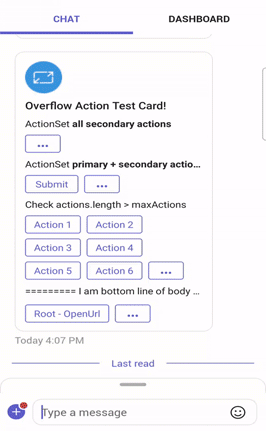 CHAT DASHBOARD
Overflow Action Test Card!
ActionSet all secondary actions
...
ActionSet primary + secondary actio...
Submit ...
Check actions.length > maxActions
Action 1 Action 2
Action 3 Action 4
Action 5 Action 6 ...
========= I am bottom line of body ...
Root - OpenUrl ...
Today 4:07 PM
Last read
Type a message